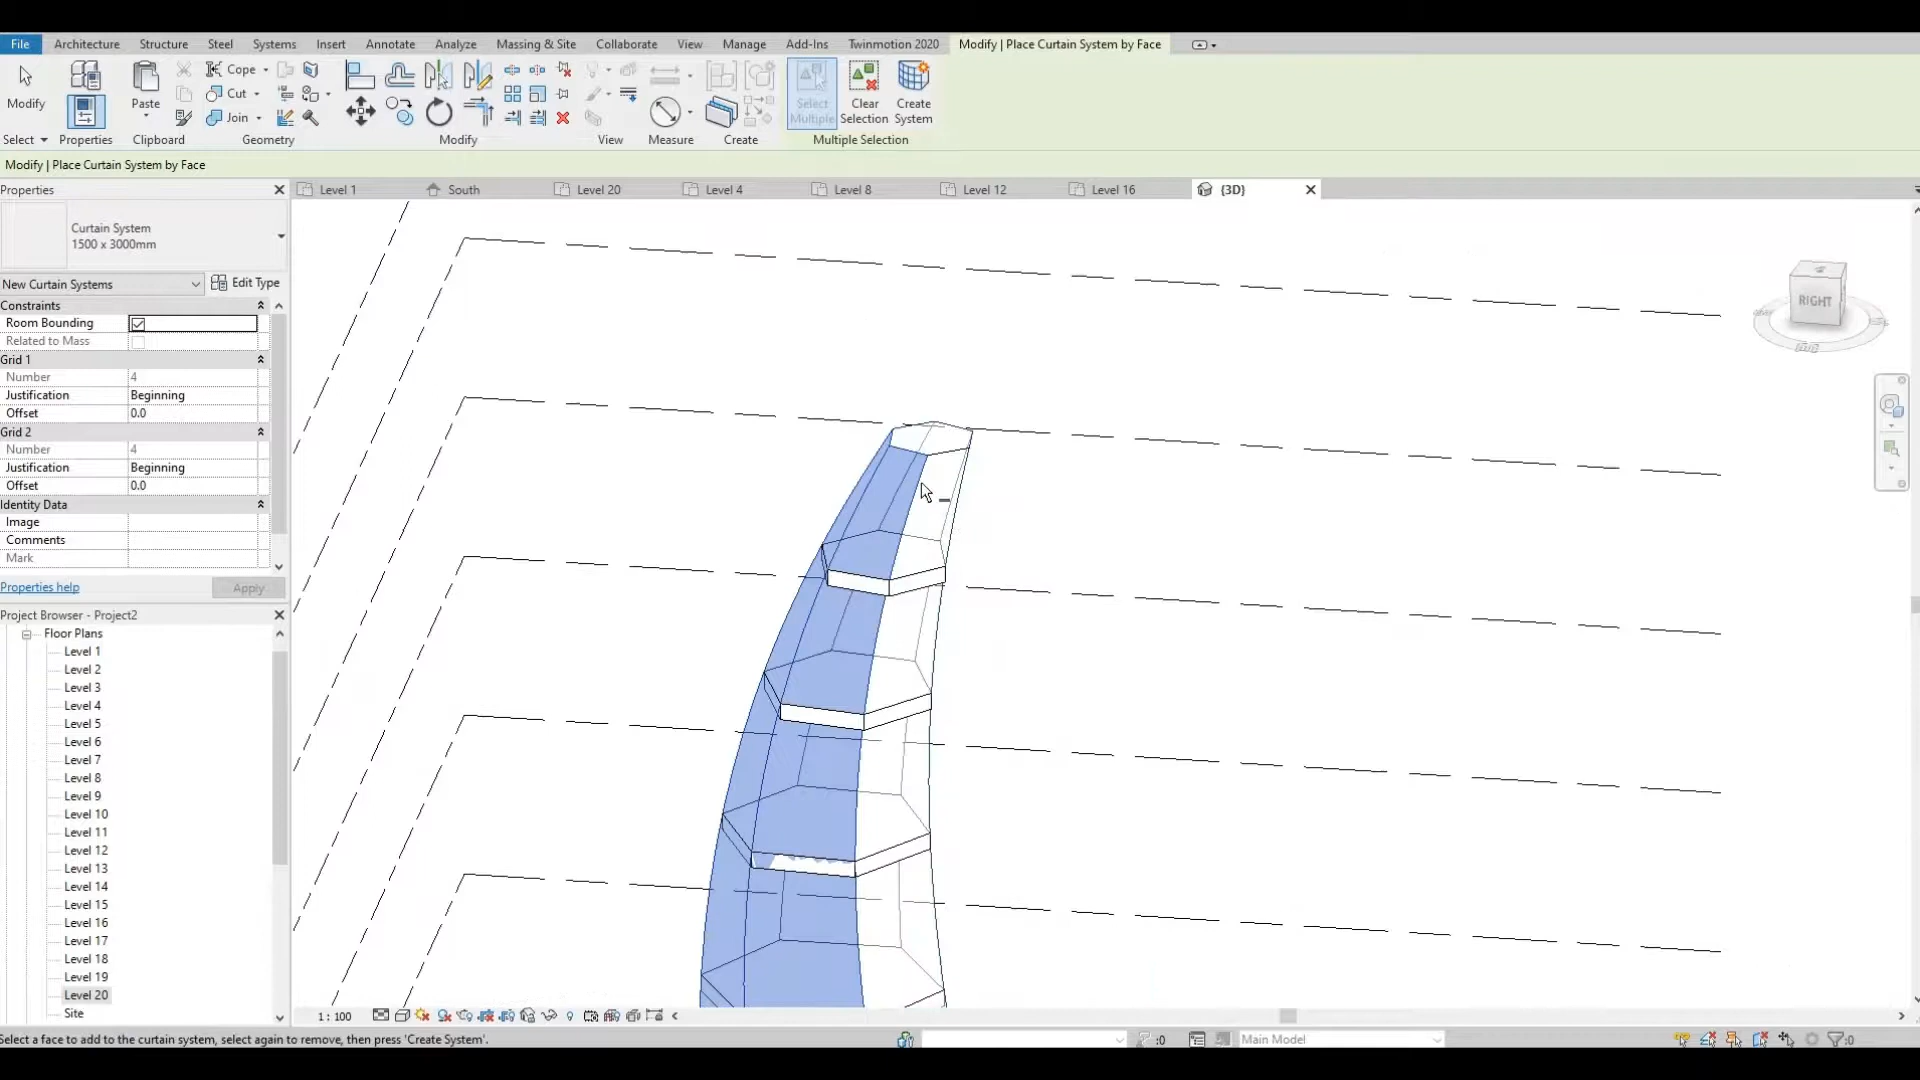 File Architecture Structure Steel Systems Insert Annotate Analyze Massing & Site Collaborate View Manage Add-Ins Twinmotion 2020 Modify | Place Curtain System by Face
Modify Paste Cope Cut Join Select Multiple Clear Selection Create System
Select Properties Clipboard Geometry Modify View Measure Create Multiple Selection
Modify | Place Curtain System by Face
Properties
Level 1 South Level 20 Level 4 Level 8 Level 12 Level 16 {3D}
Curtain System
1500 x 3000mm
New Curtain Systems Edit Type
Constraints
Room Bounding
Related to Mass
Grid 1
Number 4
Justification Beginning
Offset 0.0
Grid 2
Number 4
Justification Beginning
Offset 0.0
Identity Data
Image
Comments
Mark
Properties help Apply
RIGHT
Project Browser - Project2
Floor Plans
Level 1
Level 2
Level 3
Level 4
Level 5
Level 6
Level 7
Level 8
Level 9
Level 10
Level 11
Level 12
Level 13
Level 14
Level 15
Level 16
Level 17
Level 18
Level 19
Level 20
Site
1 : 100
Select a face to add to the curtain system, select again to remove, then press 'Create System'.
:0 Main Model :0